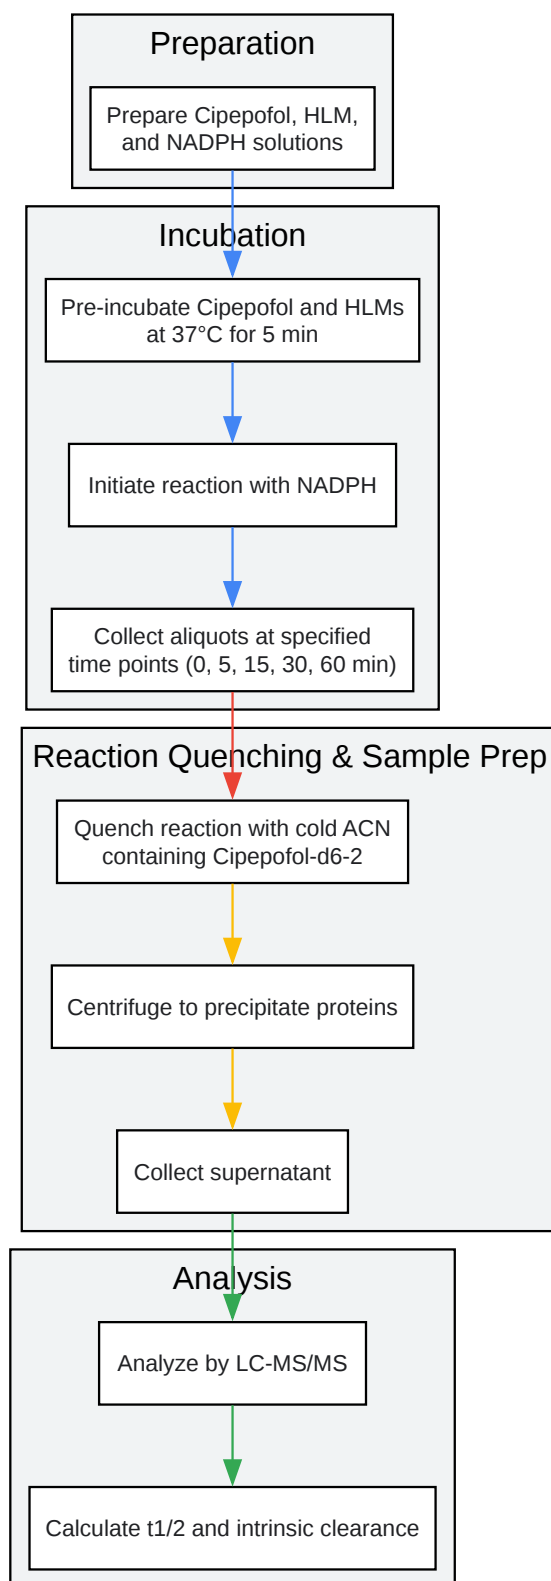 Preparation
Prepare Cipepofol, HLM,
and NADPH solutions
Incubation
Pre-incubate Cipepofol and HLMs
at 37°C for 5 min
Initiate reaction with NADPH
Collect aliquots at specified
time points (0, 5, 15, 30, 60 min)
Reaction Quenching & Sample Prep
Quench reaction with cold ACN
containing Cipepofol-d6-2
Centrifuge to precipitate proteins
Collect supernatant
Analysis
Analyze by LC-MS/MS
Calculate t1/2 and intrinsic clearance